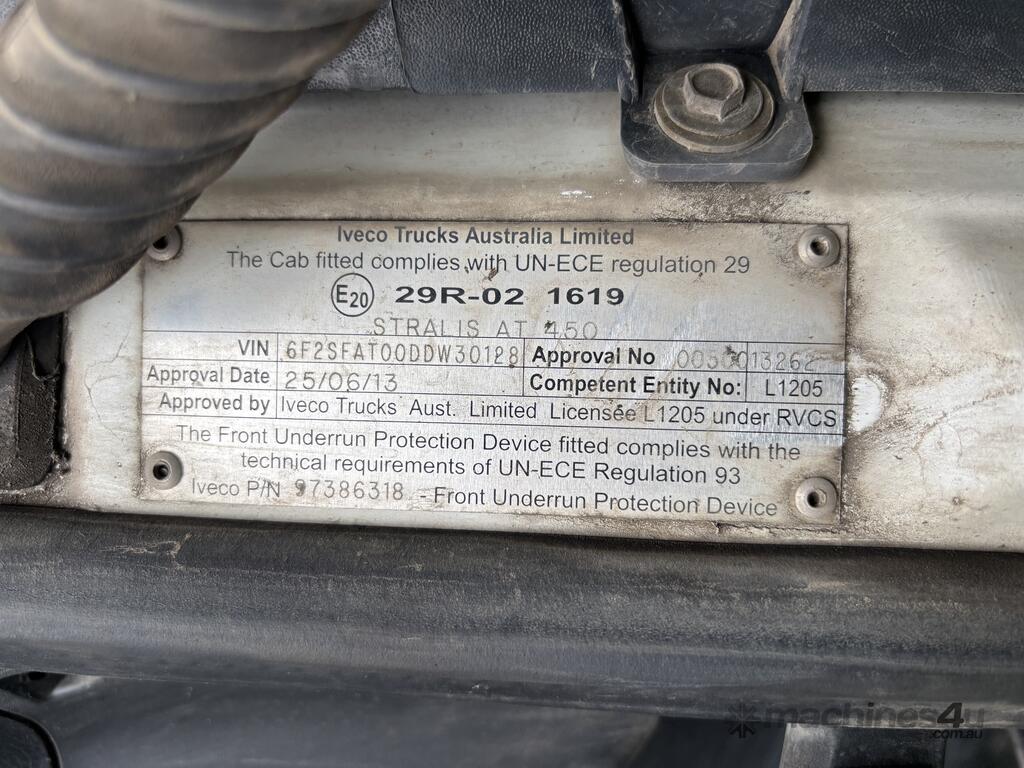 Iveco Trucks Australia Limited
The Cab fitted complies with UN-ECE regulation 29
E20 29R-02 1619
STRALIS AT 450
VIN 6F2SFAT00DDW30128 Approval No
Approval Date 25/06/13 Competent Entity No: L1205
Approved by Iveco Trucks Aust. Limited Licensee L1205 under RVCS
The Front Underrun Protection Device fitted complies with the
technical requirements of UN-ECE Regulation 93
Iveco P/N 97386318 - Front Underrun Protection Device
machines4u
.com.au